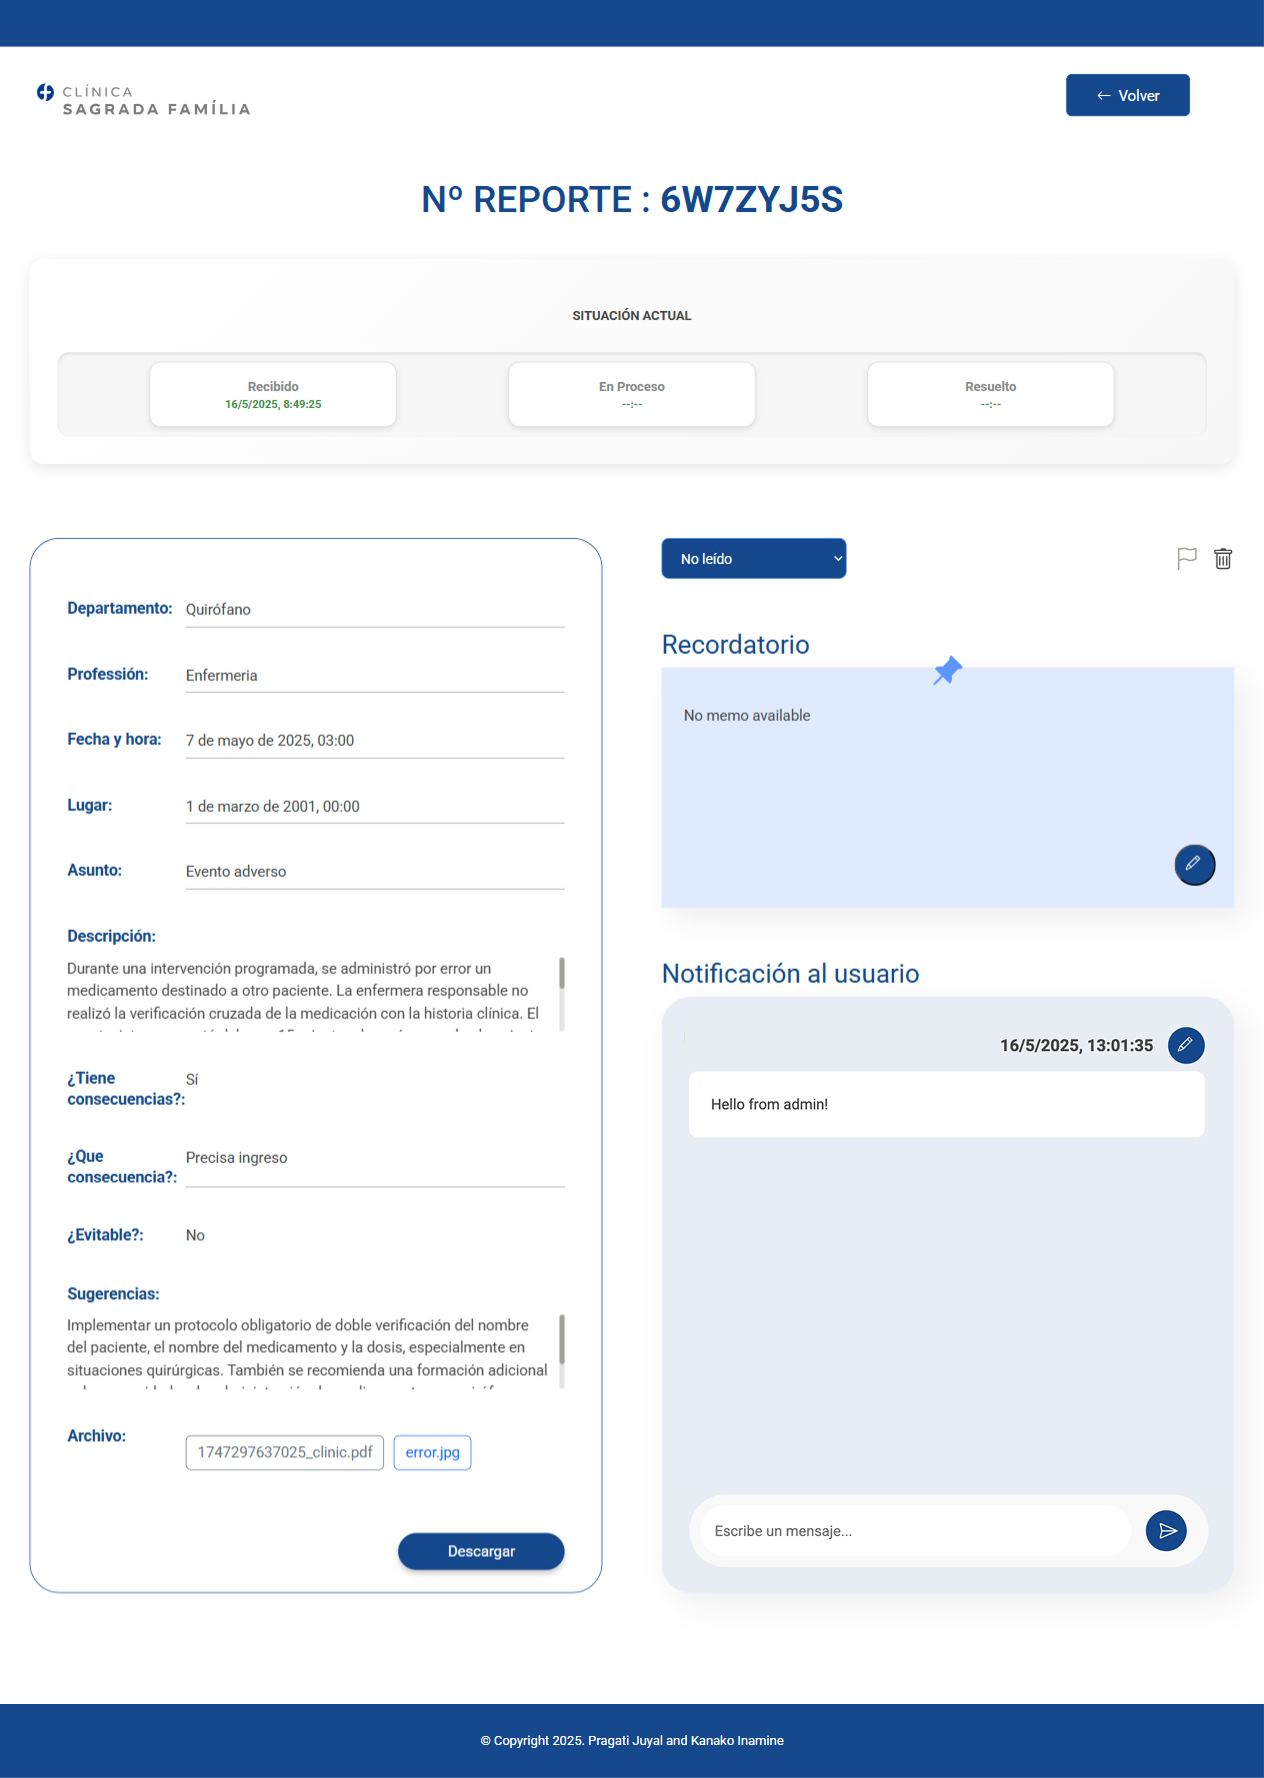 CLÍNICA
SAGRADA FAMÍLIA
← Volver
Nº REPORTE : 6W7ZYJ5S
SITUACIÓN ACTUAL
Recibido
16/5/2025, 8:49:25
En Proceso
--:--
Resuelto
--:--
Departamento: Quirófano
Professión: Enfermeria
Fecha y hora: 7 de mayo de 2025, 03:00
Lugar: 1 de marzo de 2001, 00:00
Asunto: Evento adverso
Descripción:
Durante una intervención programada, se administró por error un
medicamento destinado a otro paciente. La enfermera responsable no
realizó la verificación cruzada de la medicación con la historia clínica. El
¿Tiene consecuencias?: Sí
¿Que consecuencia?: Precisa ingreso
¿Evitable?: No
Sugerencias:
Implementar un protocolo obligatorio de doble verificación del nombre
del paciente, el nombre del medicamento y la dosis, especialmente en
situaciones quirúrgicas. También se recomienda una formación adicional
Archivo: 1747297637025_clinic.pdf error.jpg
Descargar
No leído
Recordatorio
No memo available
Notificación al usuario
16/5/2025, 13:01:35
Hello from admin!
Escribe un mensaje...
© Copyright 2025. Pragati Juyal and Kanako Inamine